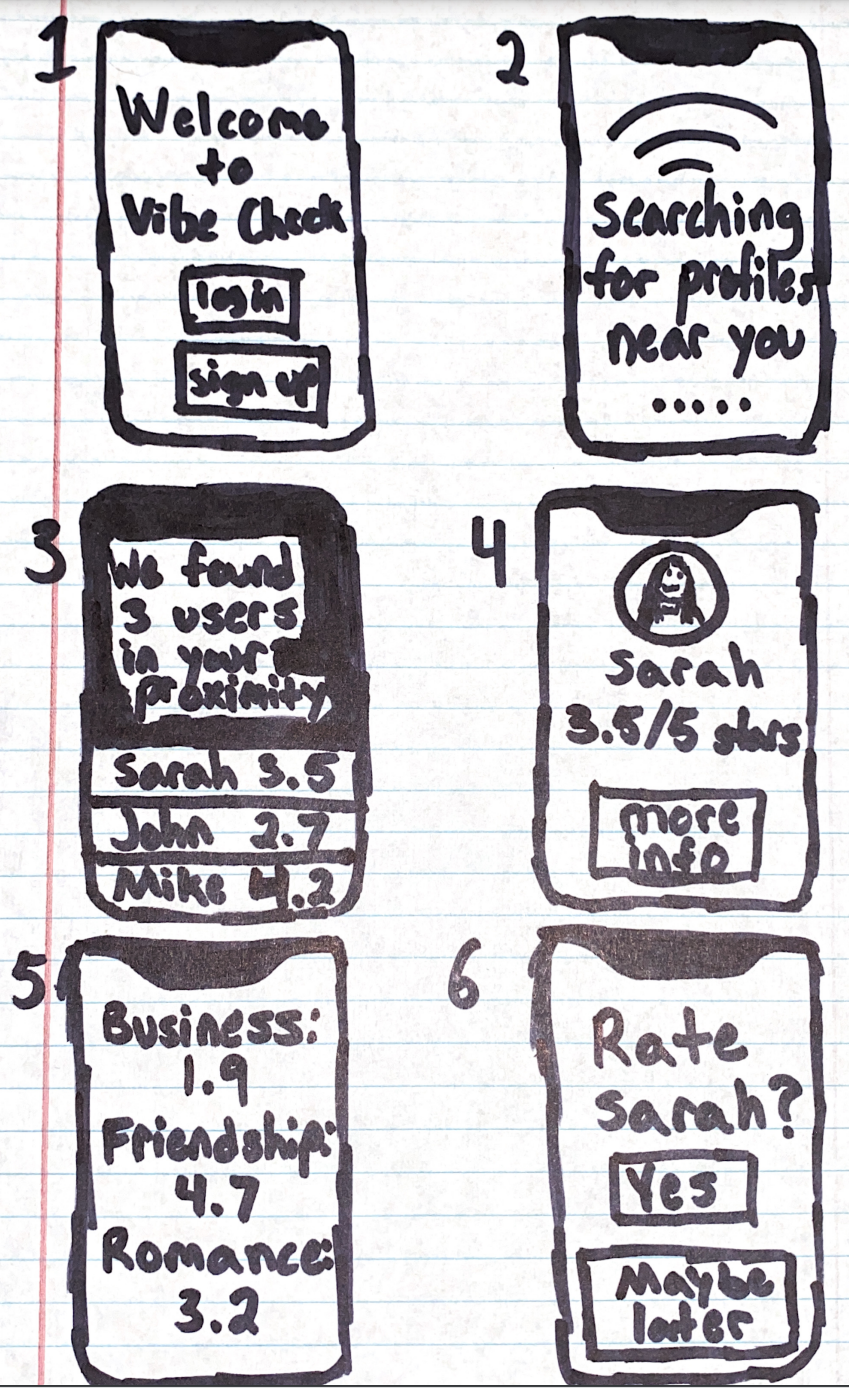 1
Welcome
to
Vibe Check
login
sign up
2
Searching
for profiles
near you
.....
3
We found
3 users
in your
proximity
Sarah 3.5
John 2.7
Mike 4.2
4
Sarah
3.5/5 stars
more
info
5
Business:
1.9
Friendship:
4.7
Romance:
3.2
6
Rate
Sarah?
Yes
Maybe
later